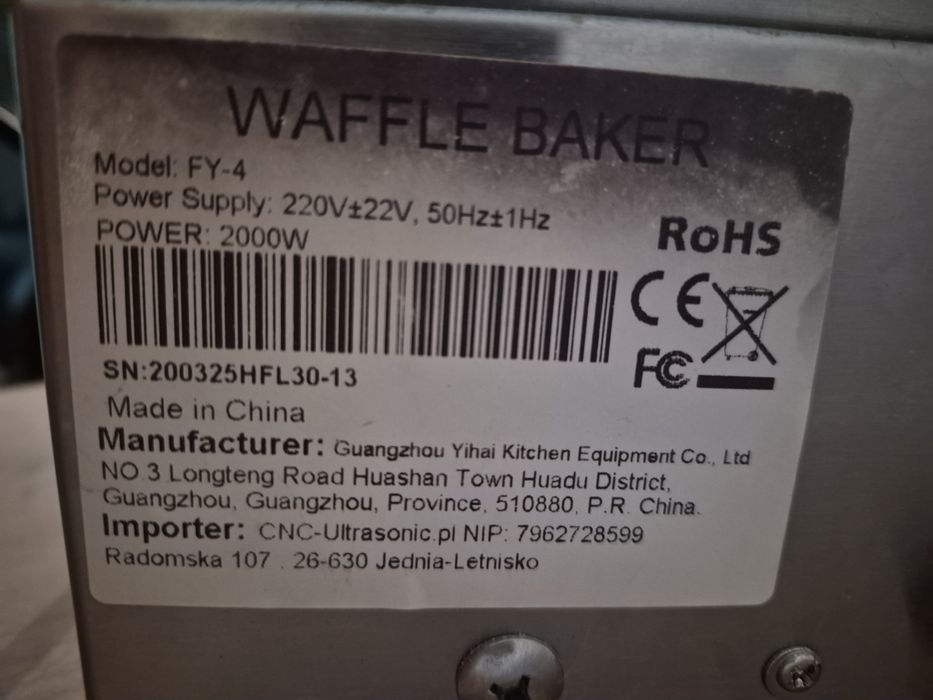 WAFFLE BAKER
Model: FY-4
Power Supply: 220V±22V, 50Hz±1Hz
POWER: 2000W
RoHS
CE
FC
SN:200325HFL30-13
Made in China
Manufacturer: Guangzhou Yihai Kitchen Equipment Co., Ltd
NO.3 Longteng Road Huashan Town Huadu District,
Guangzhou, Guangzhou, Province, 510880, P.R. China.
Importer: CNC-Ultrasonic.pl NIP: 7962728599
Radomska 107 , 26-630 Jednia-Letnisko